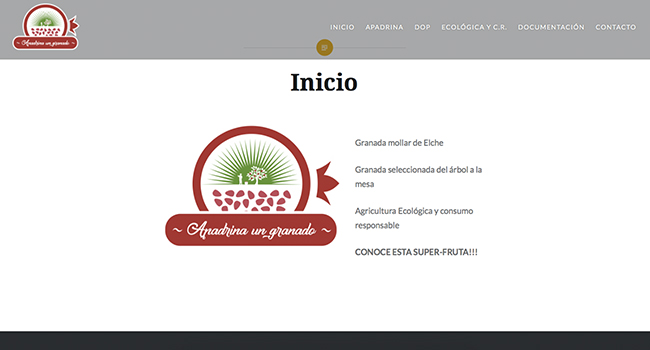 ~ Apadrina un granado ~
INICIO APADRINA DOP ECOLÓGICA Y C.R. DOCUMENTACIÓN CONTACTO
Inicio
~ Apadrina un granado ~
Granada mollar de Elche
Granada seleccionada del árbol a la
mesa
Agricultura Ecológica y consumo
responsable
CONOCE ESTA SUPER-FRUTA!!!